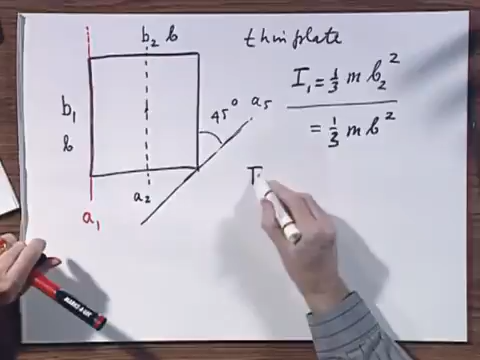 b₂ b
thin plate
I₁ = 1/3 m b₂²
= 1/3 m b²
45° a₅
b₁
b
a₂
a₁
I